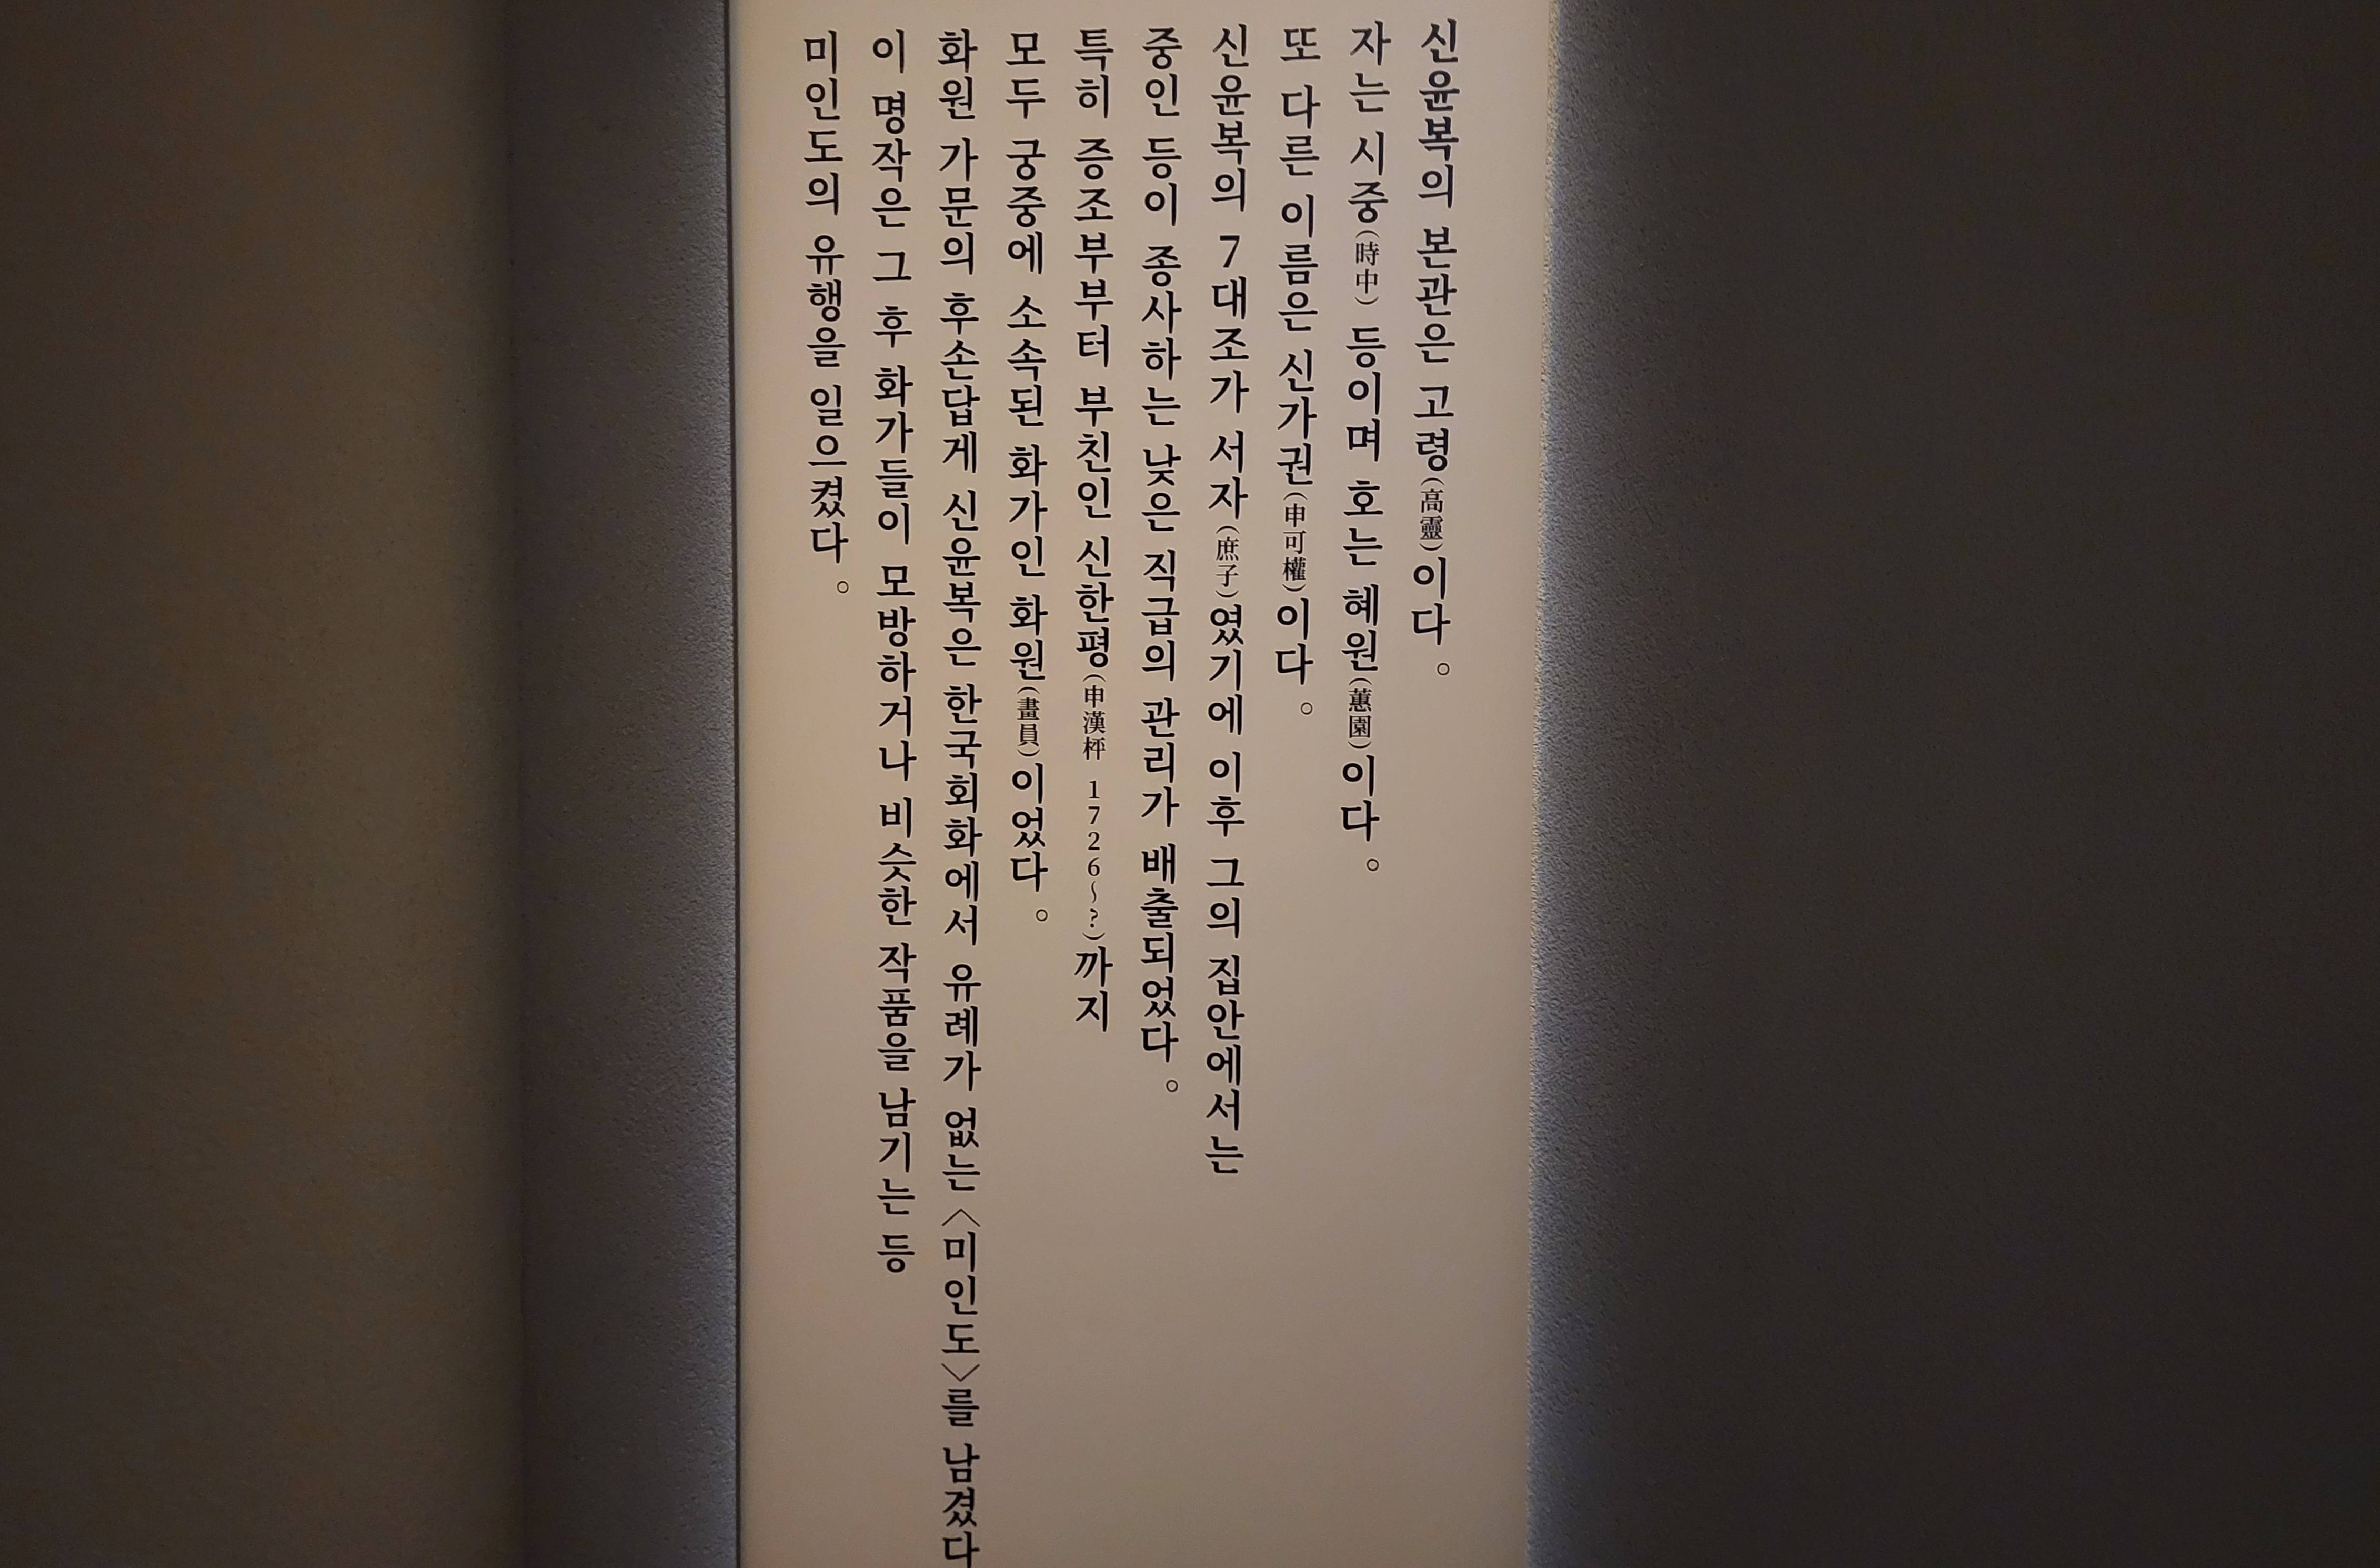 신윤복의 본관은 고령(高靈)이다。
자는 시중(時中) 등이며 호는 혜원(蕙園)이다。
또 다른 이름은 신가권(申可權)이다。
신윤복의 7대조가 서자(庶子)였기에 이후 그의 집안에서는
중인 등이 종사하는 낮은 직급의 관리가 배출되었다。
특히 증조부부터 부친인 신한평(申漢枰 1726~?)까지
모두 궁중에 소속된 화가인 화원(畫員)이었다。
화원 가문의 후손답게 신윤복은 한국회화에서 유례가 없는 〈미인도〉를 남겼다
이 명작은 그 후 화가들이 모방하거나 비슷한 작품을 남기는 등
미인도의 유행을 일으켰다。